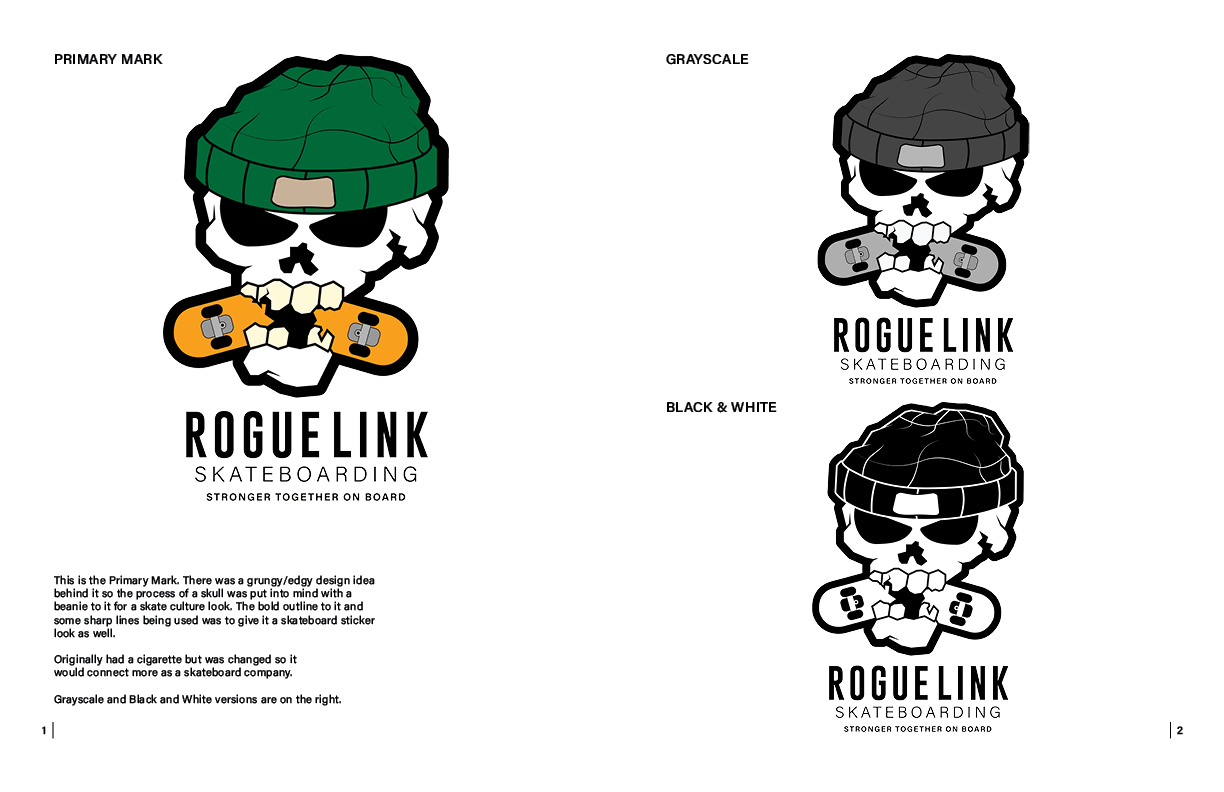 PRIMARY MARK
ROGUE LINK
SKATEBOARDING
STRONGER TOGETHER ON BOARD
This is the Primary Mark. There was a grungy/edgy design idea
behind it so the process of a skull was put into mind with a
beanie to it for a skate culture look. The bold outline to it and
some sharp lines being used was to give it a skateboard sticker
look as well.
Originally had a cigarette but was changed so it
would connect more as a skateboard company.
Grayscale and Black and White versions are on the right.
1
GRAYSCALE
ROGUE LINK
SKATEBOARDING
STRONGER TOGETHER ON BOARD
BLACK & WHITE
ROGUE LINK
SKATEBOARDING
STRONGER TOGETHER ON BOARD
2